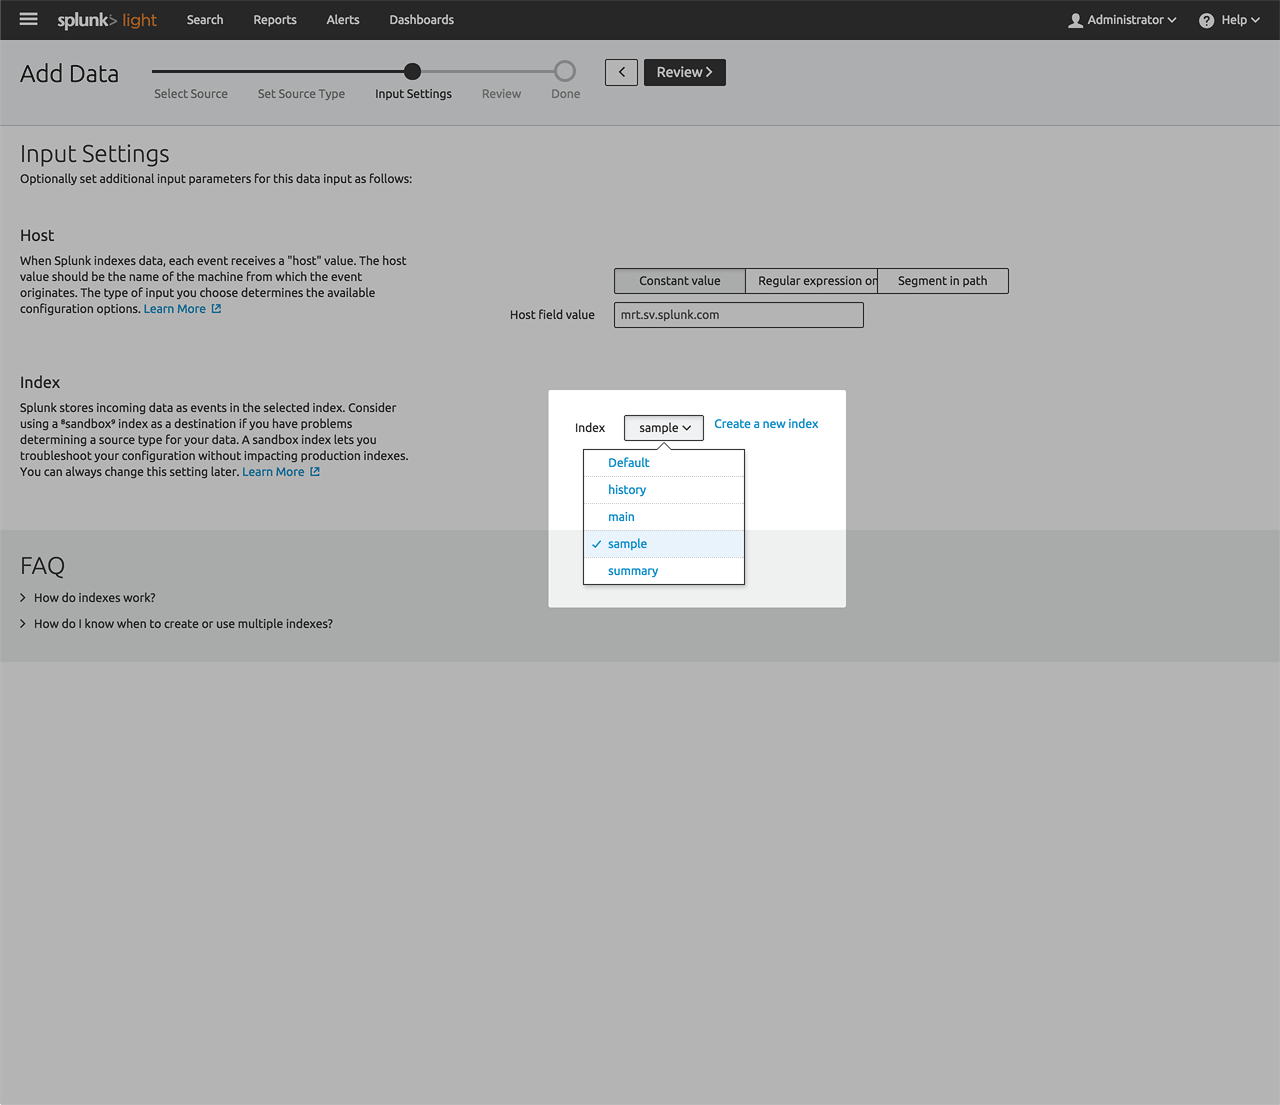 splunk> light
Search
Reports
Alerts
Dashboards
Administrator
Help
Add Data
Select Source
Set Source Type
Input Settings
Review
Done
Review
Input Settings
Optionally set additional input parameters for this data input as follows:
Host
When Splunk indexes data, each event receives a "host" value. The host
value should be the name of the machine from which the event
originates. The type of input you choose determines the available
configuration options. Learn More
Constant value
Regular expression on
Segment in path
Host field value
mrt.sv.splunk.com
Index
Splunk stores incoming data as events in the selected index. Consider
using a "sandbox" index as a destination if you have problems
determining a source type for your data. A sandbox index lets you
troubleshoot your configuration without impacting production indexes.
You can always change this setting later. Learn More
Index
sample
Create a new index
Default
history
main
sample
summary
FAQ
How do indexes work?
How do I know when to create or use multiple indexes?